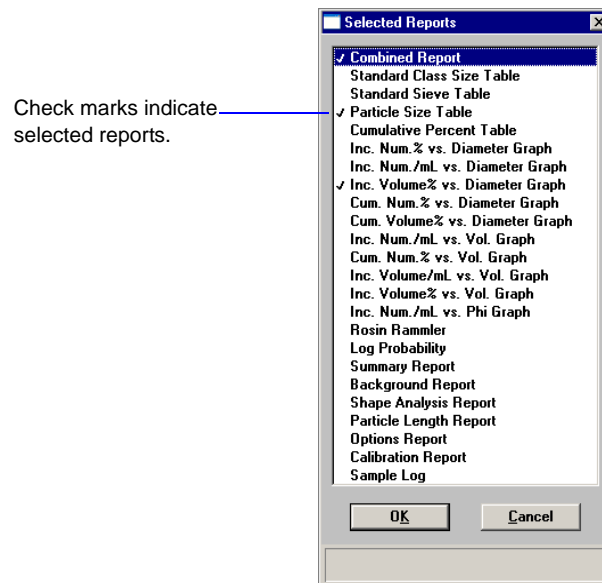 Selected Reports
✓ Combined Report
Standard Class Size Table
Standard Sieve Table
Check marks indicate
selected reports.
✓ Particle Size Table
Cumulative Percent Table
Inc. Num.% vs. Diameter Graph
Inc. Num./mL vs. Diameter Graph
✓ Inc. Volume% vs. Diameter Graph
Cum. Num.% vs. Diameter Graph
Cum. Volume% vs. Diameter Graph
Inc. Num./mL vs. Vol. Graph
Cum. Num.% vs. Vol. Graph
Inc. Volume/mL vs. Vol. Graph
Inc. Volume% vs. Vol. Graph
Inc. Num./mL vs. Phi Graph
Rosin Rammler
Log Probability
Summary Report
Background Report
Shape Analysis Report
Particle Length Report
Options Report
Calibration Report
Sample Log
OK
Cancel